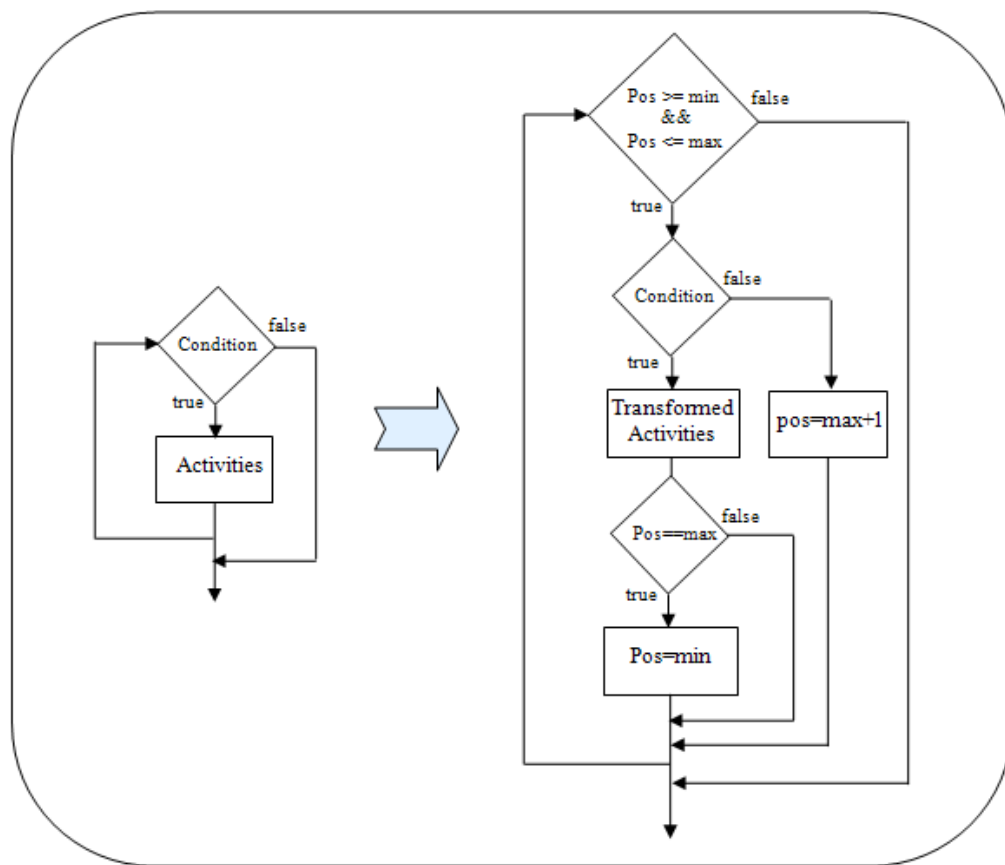 Condition
false
true
Activities
Pos >= min
&&
Pos <= max
false
true
Condition
false
true
Transformed
Activities
pos=max+1
Pos==max
false
true
Pos=min